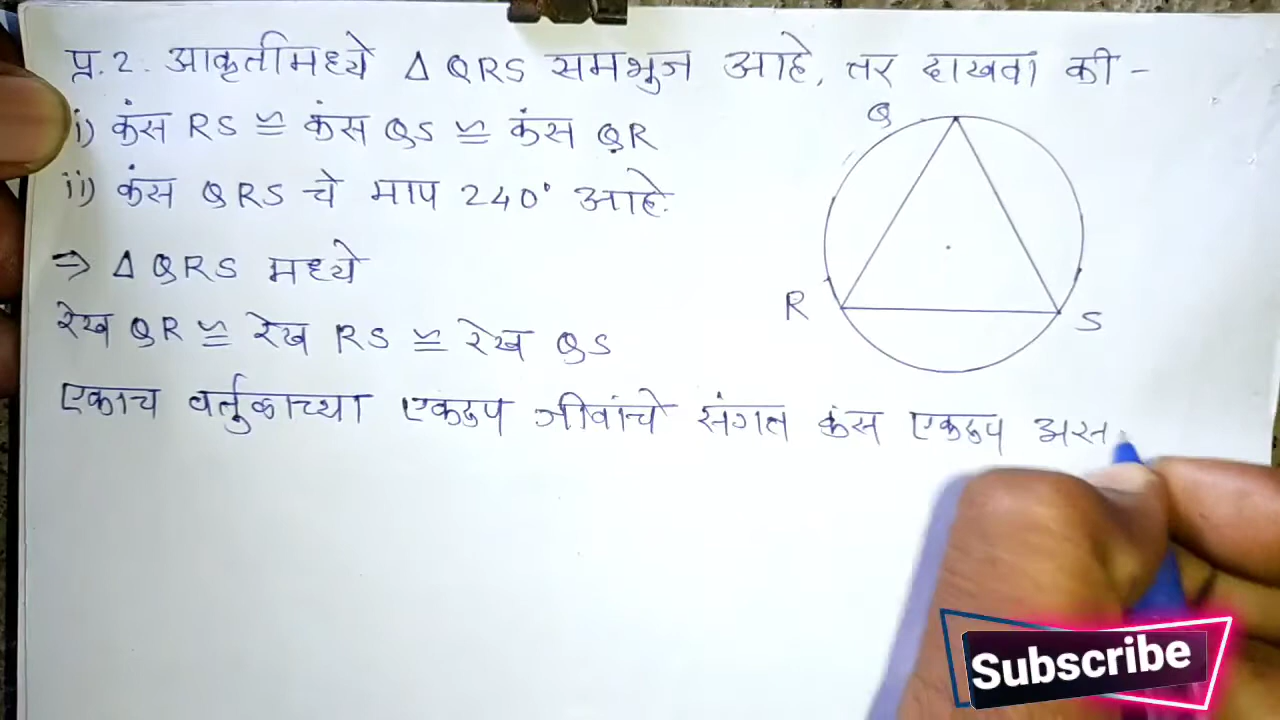 प्र.2. आकृतीमध्ये Δ QRS समभुज आहे, तर दाखवा की -
i) कंस RS ≅ कंस QS ≅ कंस QR
ii) कंस QRS चे माप 240° आहे.
⇒ Δ QRS मध्ये
रेख QR ≅ रेख RS ≅ रेख QS
एकाच वर्तुळाच्या एकरूप जीवांचे संगत कंस एकरूप अस
Q
R
S
Subscribe